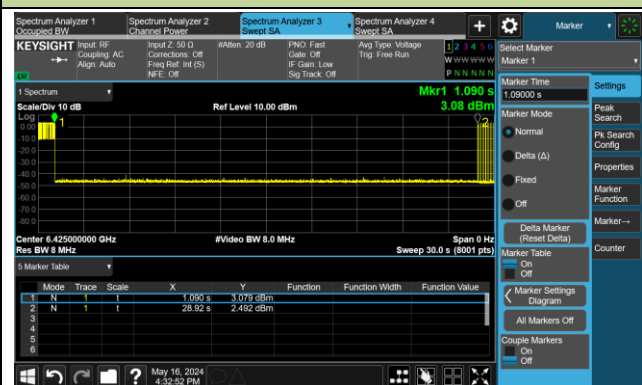 Spectrum Analyzer 1
Occupied BW
Spectrum Analyzer 2
Channel Power
Spectrum Analyzer 3
Swept SA
Spectrum Analyzer 4
Swept SA
+
Marker
KEYSIGHT
Input: RF
Coupling: AC
Align: Auto
Input Z: 50 Ω
Corrections: Off
Freq Ref: Int (S)
NFE: Off
#Atten: 20 dB
PNO: Fast
Gate: Off
IF Gain: Low
Sig Track: Off
Avg Type: Voltage
Trig: Free Run
1 2 3 4 5 6
W W W W W W
P N N N N N
Select Marker
Marker 1
1 Spectrum
Scale/Div 10 dB
Ref Level 10.00 dBm
Mkr1 1.090 s
3.08 dBm
Log
0.00
-10.0
-20.0
-30.0
-40.0
-50.0
-60.0
-70.0
-80.0
1
2
Center 6.425000000 GHz
Res BW 8 MHz
#Video BW 8.0 MHz
Span 0 Hz
Sweep 30.0 s (8001 pts)
5 Marker Table
Mode Trace Scale X Y Function Function Width Function Value
1 N 1 t 1.090 s 3.079 dBm
2 N 1 t 28.92 s 2.492 dBm
3
4
5
6
Marker Time
1.09000 s
Marker Mode
Normal
Delta (Δ)
Fixed
Off
Delta Marker
(Reset Delta)
Marker Table
On
Off
Marker Settings
Diagram
All Markers Off
Couple Markers
On
Off
Settings
Peak
Search
Pk Search
Config
Properties
Marker
Function
Marker→
Counter
?
May 16, 2024
4:32:52 PM